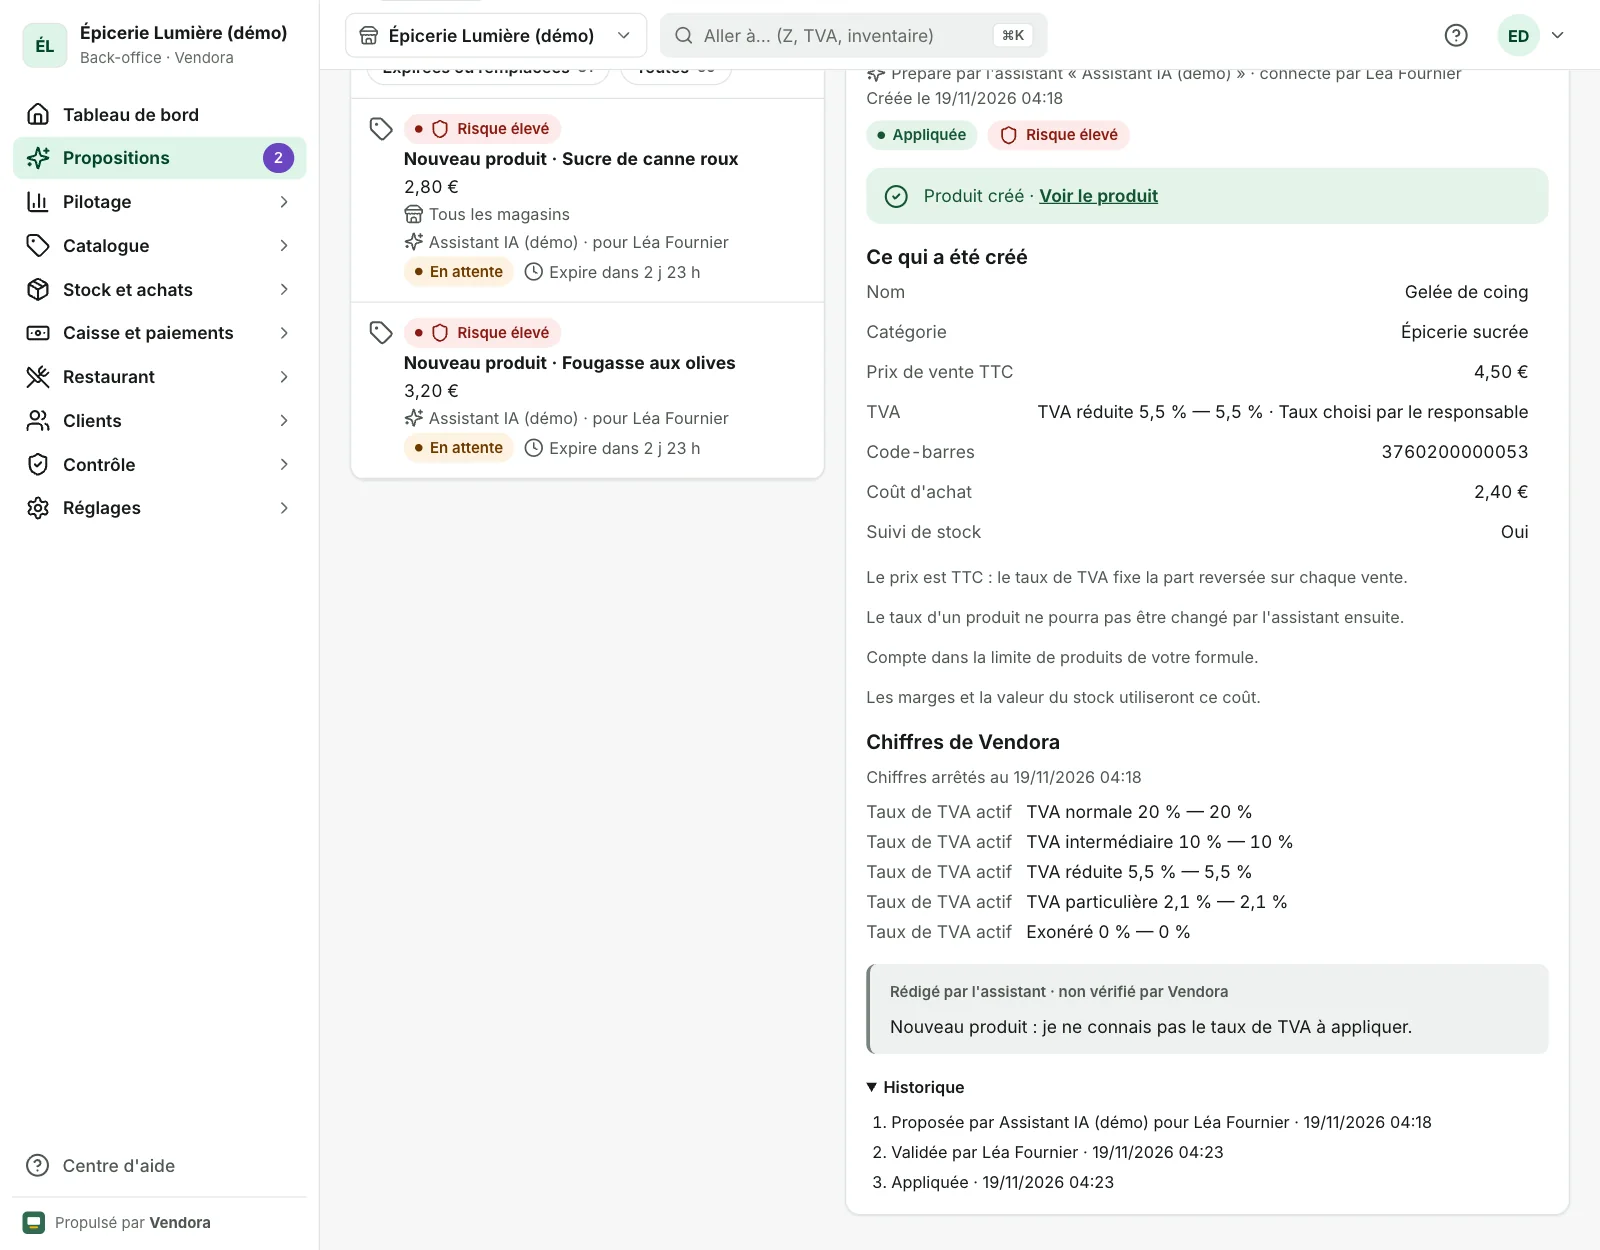 ÉL
Épicerie Lumière (démo)
Back-office · Vendora
Tableau de bord
Propositions
2
Pilotage
Catalogue
Stock et achats
Caisse et paiements
Restaurant
Clients
Contrôle
Réglages
Centre d'aide
Propulsé par Vendora
Épicerie Lumière (démo)
Aller à... (Z, TVA, inventaire)
⌘K
ED
Expirées ou remplacées
Toutes
Risque élevé
Nouveau produit · Sucre de canne roux
2,80 €
Tous les magasins
Assistant IA (démo) · pour Léa Fournier
En attente
Expire dans 2 j 23 h
Risque élevé
Nouveau produit · Fougasse aux olives
3,20 €
Assistant IA (démo) · pour Léa Fournier
En attente
Expire dans 2 j 23 h
Préparé par l'assistant « Assistant IA (démo) » · connecté par Léa Fournier
Créée le 19/11/2026 04:18
Appliquée
Risque élevé
Produit créé · Voir le produit
Ce qui a été créé
Nom Gelée de coing
Catégorie Épicerie sucrée
Prix de vente TTC 4,50 €
TVA TVA réduite 5,5 % — 5,5 % · Taux choisi par le responsable
Code-barres 3760200000053
Coût d'achat 2,40 €
Suivi de stock Oui
Le prix est TTC : le taux de TVA fixe la part reversée sur chaque vente.
Le taux d'un produit ne pourra pas être changé par l'assistant ensuite.
Compte dans la limite de produits de votre formule.
Les marges et la valeur du stock utiliseront ce coût.
Chiffres de Vendora
Chiffres arrêtés au 19/11/2026 04:18
Taux de TVA actif TVA normale 20 % — 20 %
Taux de TVA actif TVA intermédiaire 10 % — 10 %
Taux de TVA actif TVA réduite 5,5 % — 5,5 %
Taux de TVA actif TVA particulière 2,1 % — 2,1 %
Taux de TVA actif Exonéré 0 % — 0 %
Rédigé par l'assistant · non vérifié par Vendora
Nouveau produit : je ne connais pas le taux de TVA à appliquer.
Historique
1. Proposée par Assistant IA (démo) pour Léa Fournier · 19/11/2026 04:18
2. Validée par Léa Fournier · 19/11/2026 04:23
3. Appliquée · 19/11/2026 04:23